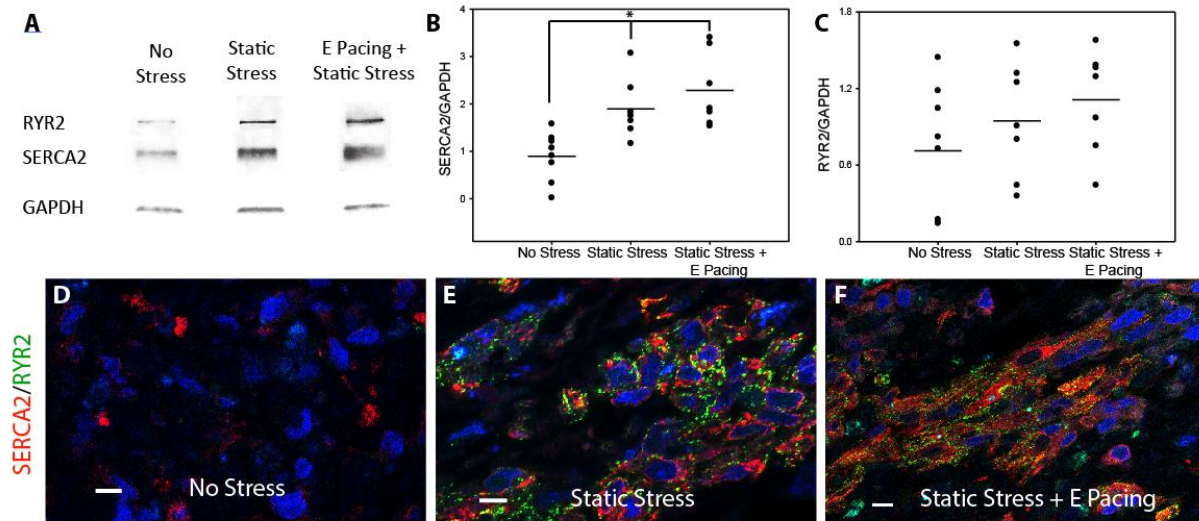 A
No
Stress
Static
Stress
E Pacing +
Static Stress
RYR2
SERCA2
GAPDH
B
*
SERCA2/GAPDH
4
3
2
1
0
No Stress
Static Stress
Static Stress +
E Pacing
C
RYR2/GAPDH
1.8
1.2
0.6
0.0
No Stress
Static Stress
Static Stress +
E Pacing
SERCA2/RYR2
D
No Stress
E
Static Stress
F
Static Stress + E Pacing